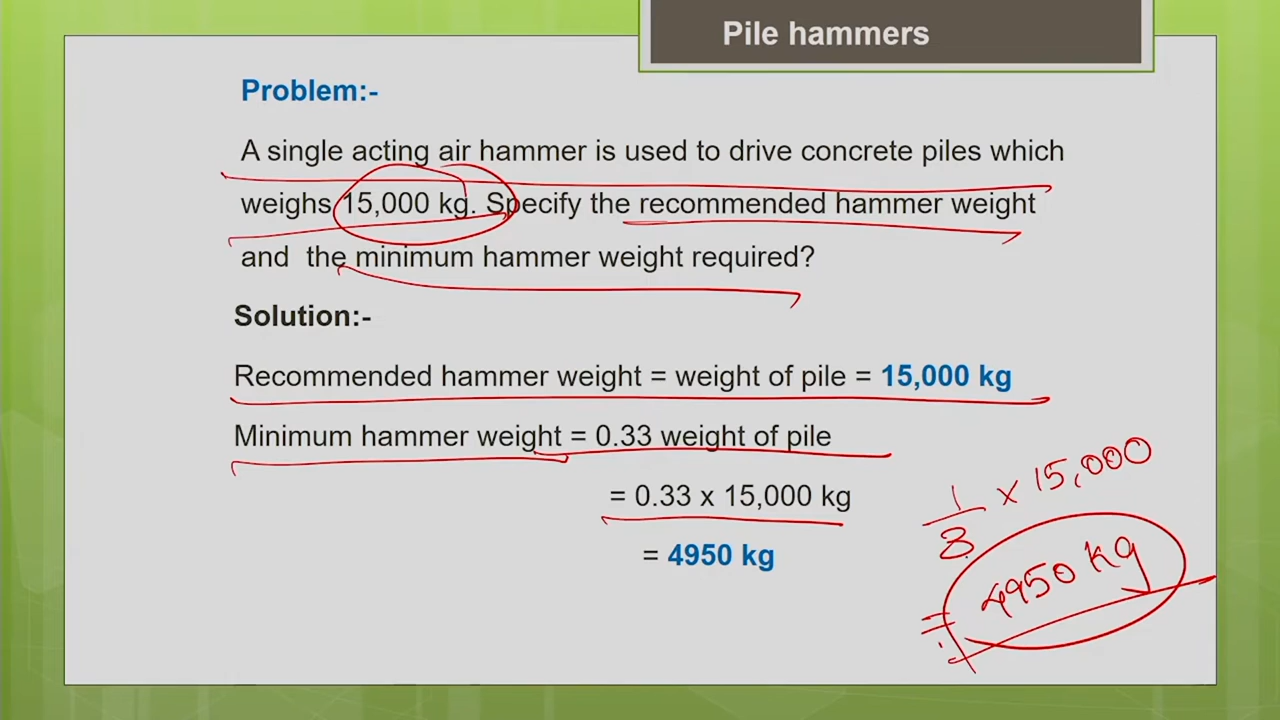 Pile hammers
Problem:-
A single acting air hammer is used to drive concrete piles which
weighs 15,000 kg. Specify the recommended hammer weight
and the minimum hammer weight required?
Solution:-
Recommended hammer weight = weight of pile = 15,000 kg
Minimum hammer weight = 0.33 weight of pile
= 0.33 x 15,000 kg
= 4950 kg
1/3 x 15,000
= 4950 kg